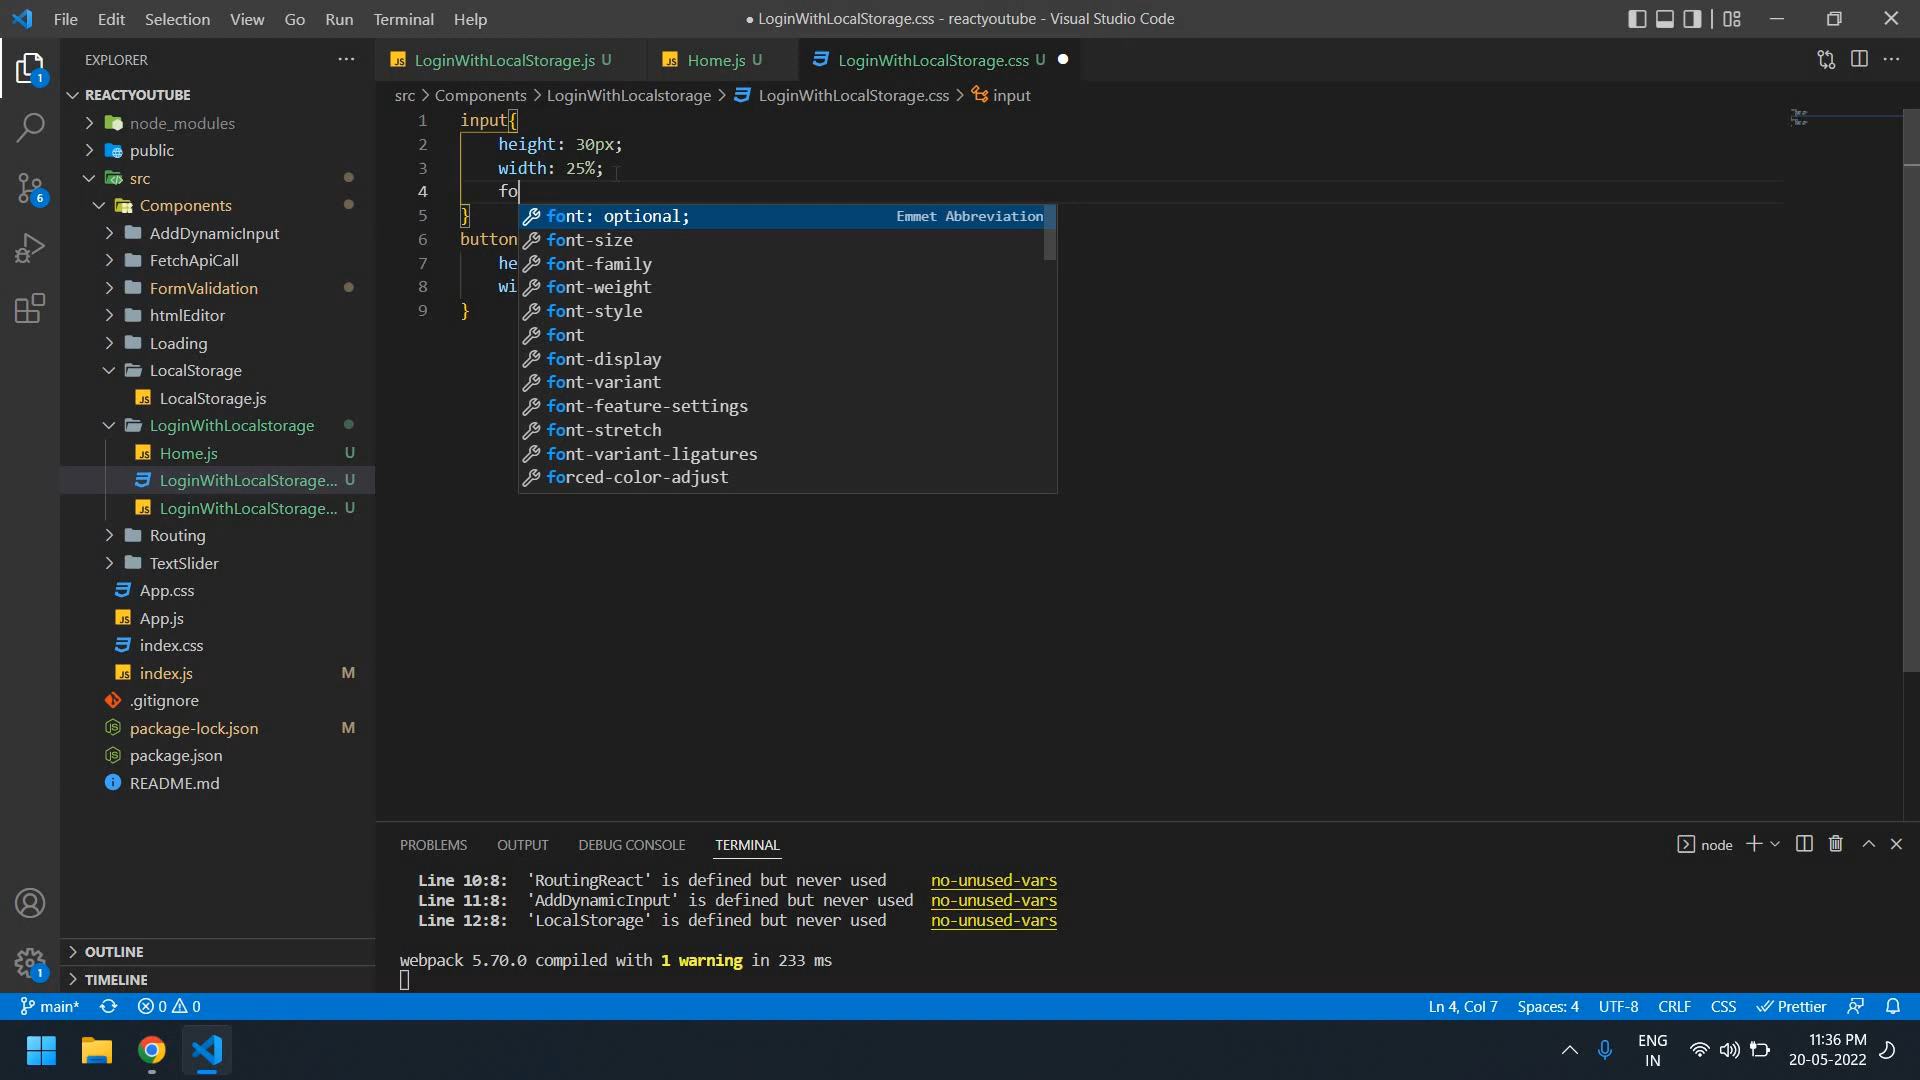 File Edit Selection View Go Run Terminal Help
● LoginWithLocalStorage.css - reactyoutube - Visual Studio Code
EXPLORER
LoginWithLocalStorage.js U
Home.js U
LoginWithLocalStorage.css U
src > Components > LoginWithLocalstorage > LoginWithLocalStorage.css > input
1
REACTYOUTUBE
node_modules
public
src
Components
AddDynamicInput
FetchApiCall
FormValidation
htmlEditor
Loading
LocalStorage
LocalStorage.js
LoginWithLocalstorage
Home.js U
LoginWithLocalStorage... U
LoginWithLocalStorage... U
Routing
TextSlider
App.css
App.js
index.css
index.js M
.gitignore
package-lock.json M
package.json
README.md
OUTLINE
TIMELINE
6
1
1 input{
2 height: 30px;
3 width: 25%;
4 fo
5 }
6 button
7 he
8 wi
9 }
font: optional; Emmet Abbreviation
font-size
font-family
font-weight
font-style
font
font-display
font-variant
font-feature-settings
font-stretch
font-variant-ligatures
forced-color-adjust
PROBLEMS OUTPUT DEBUG CONSOLE TERMINAL
node
Line 10:8: 'RoutingReact' is defined but never used no-unused-vars
Line 11:8: 'AddDynamicInput' is defined but never used no-unused-vars
Line 12:8: 'LocalStorage' is defined but never used no-unused-vars
webpack 5.70.0 compiled with 1 warning in 233 ms
main* 0 0
Ln 4, Col 7 Spaces: 4 UTF-8 CRLF CSS Prettier
ENG
IN
11:36 PM
20-05-2022